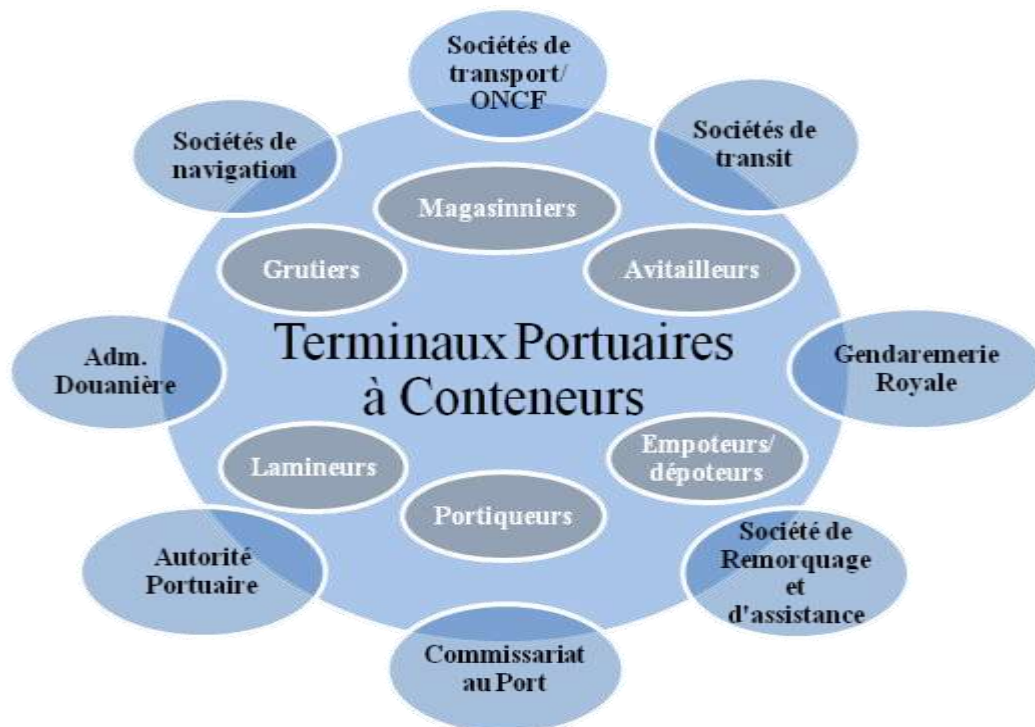 Sociétés de
transport/
ONCF
Sociétés de
navigation
Sociétés de
transit
Magasinniers
Grutiers
Avitailleurs
Terminaux Portuaires
à Conteneurs
Adm.
Douanière
Gendaremerie
Royale
Lamineurs
Empoteurs/
dépoteurs
Portiqueurs
Autorité
Portuaire
Société de
Remorquage
et
d'assistance
Commissariat
au Port